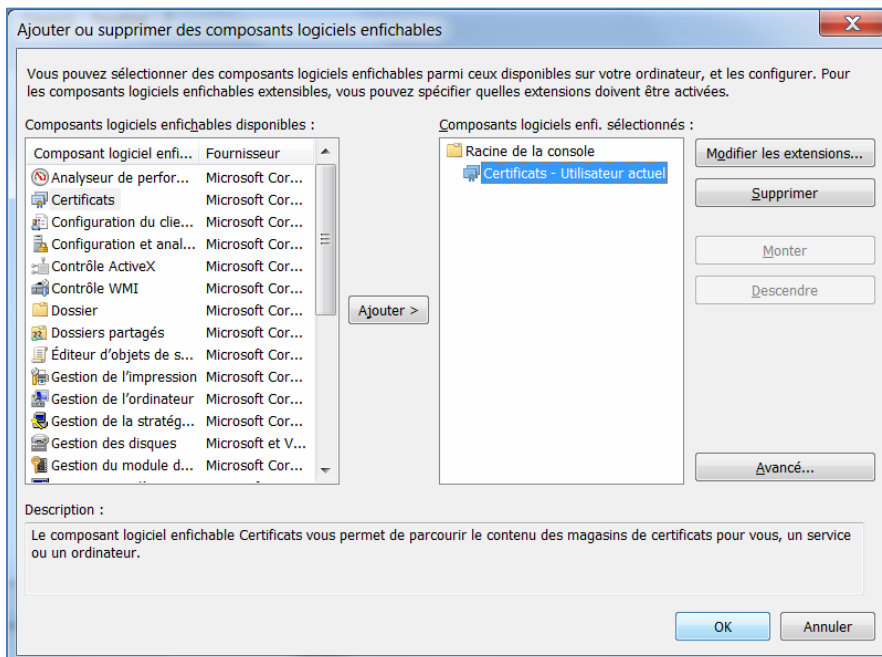 Ajouter ou supprimer des composants logiciels enfichables
Vous pouvez sélectionner des composants logiciels enfichables parmi ceux disponibles sur votre ordinateur, et les configurer. Pour
les composants logiciels enfichables extensibles, vous pouvez spécifier quelles extensions doivent être activées.
Composants logiciels enfichables disponibles :
Composant logiciel enfi... Fournisseur
Analyseur de perfor... Microsoft Cor...
Certificats Microsoft Cor...
Configuration du clie... Microsoft Cor...
Configuration et anal... Microsoft Cor...
Contrôle ActiveX Microsoft Cor...
Contrôle WMI Microsoft Cor...
Dossier Microsoft Cor...
Dossiers partagés Microsoft Cor...
Éditeur d'objets de s... Microsoft Cor...
Gestion de l'impression Microsoft Cor...
Gestion de l'ordinateur Microsoft Cor...
Gestion de la stratég... Microsoft Cor...
Gestion des disques Microsoft et V...
Gestion du module d... Microsoft Cor...
Ajouter >
Composants logiciels enfi. sélectionnés :
Racine de la console
Certificats - Utilisateur actuel
Modifier les extensions...
Supprimer
Monter
Descendre
Avancé...
Description :
Le composant logiciel enfichable Certificats vous permet de parcourir le contenu des magasins de certificats pour vous, un service
ou un ordinateur.
OK
Annuler